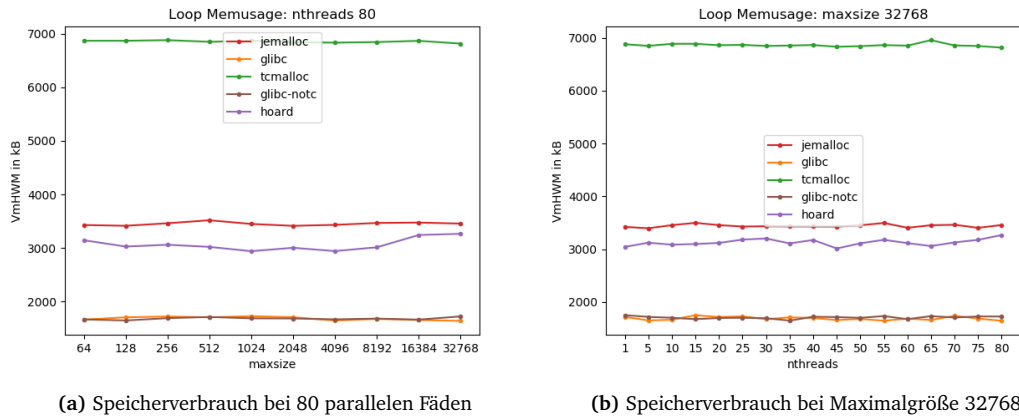 Loop Memusage: nthreads 80
7000
6000
5000
4000
3000
2000
VmHWM in kB
jemalloc
glibc
tcmalloc
glibc-notc
hoard
64 128 256 512 1024 2048 4096 8192 16384 32768
maxsize
(a) Speicherverbrauch bei 80 parallelen Fäden
Loop Memusage: maxsize 32768
7000
6000
5000
4000
3000
2000
VmHWM in kB
jemalloc
glibc
tcmalloc
glibc-notc
hoard
1 5 10 15 20 25 30 35 40 45 50 55 60 65 70 75 80
nthreads
(b) Speicherverbrauch bei Maximalgröße 32768